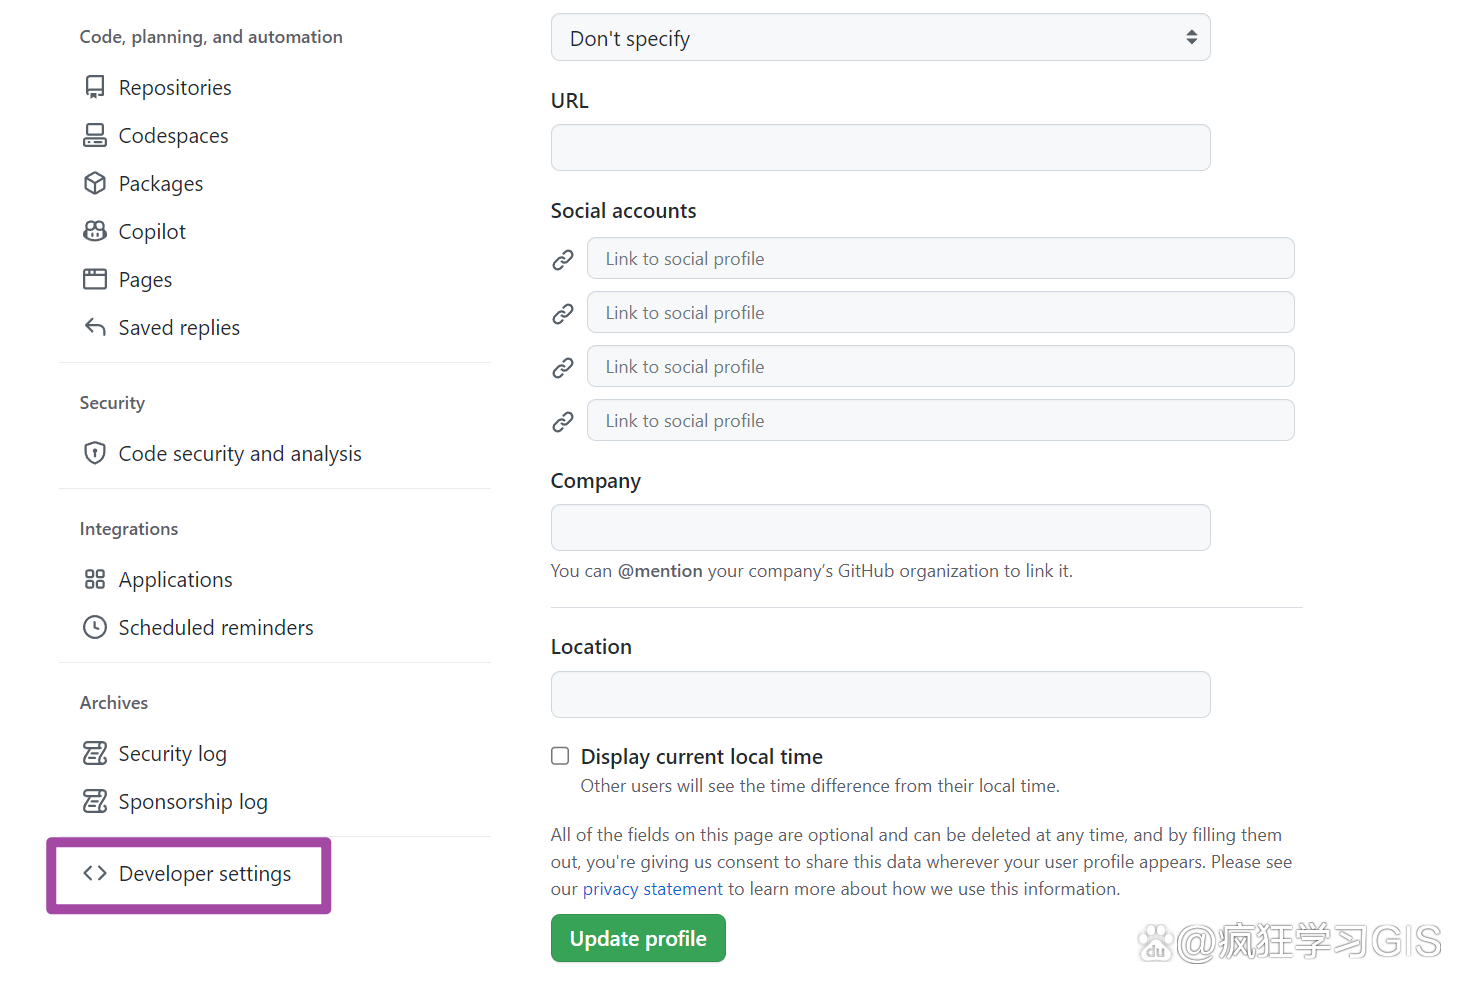 Code, planning, and automation
Repositories
Codespaces
Packages
Copilot
Pages
Saved replies
Security
Code security and analysis
Integrations
Applications
Scheduled reminders
Archives
Security log
Sponsorship log
Developer settings
Don't specify
URL
Social accounts
Link to social profile
Link to social profile
Link to social profile
Link to social profile
Company
You can @mention your company’s GitHub organization to link it.
Location
Display current local time
Other users will see the time difference from their local time.
All of the fields on this page are optional and can be deleted at any time, and by filling them
out, you're giving us consent to share this data wherever your user profile appears. Please see
our privacy statement to learn more about how we use this information.
Update profile
du @疯狂学习GIS